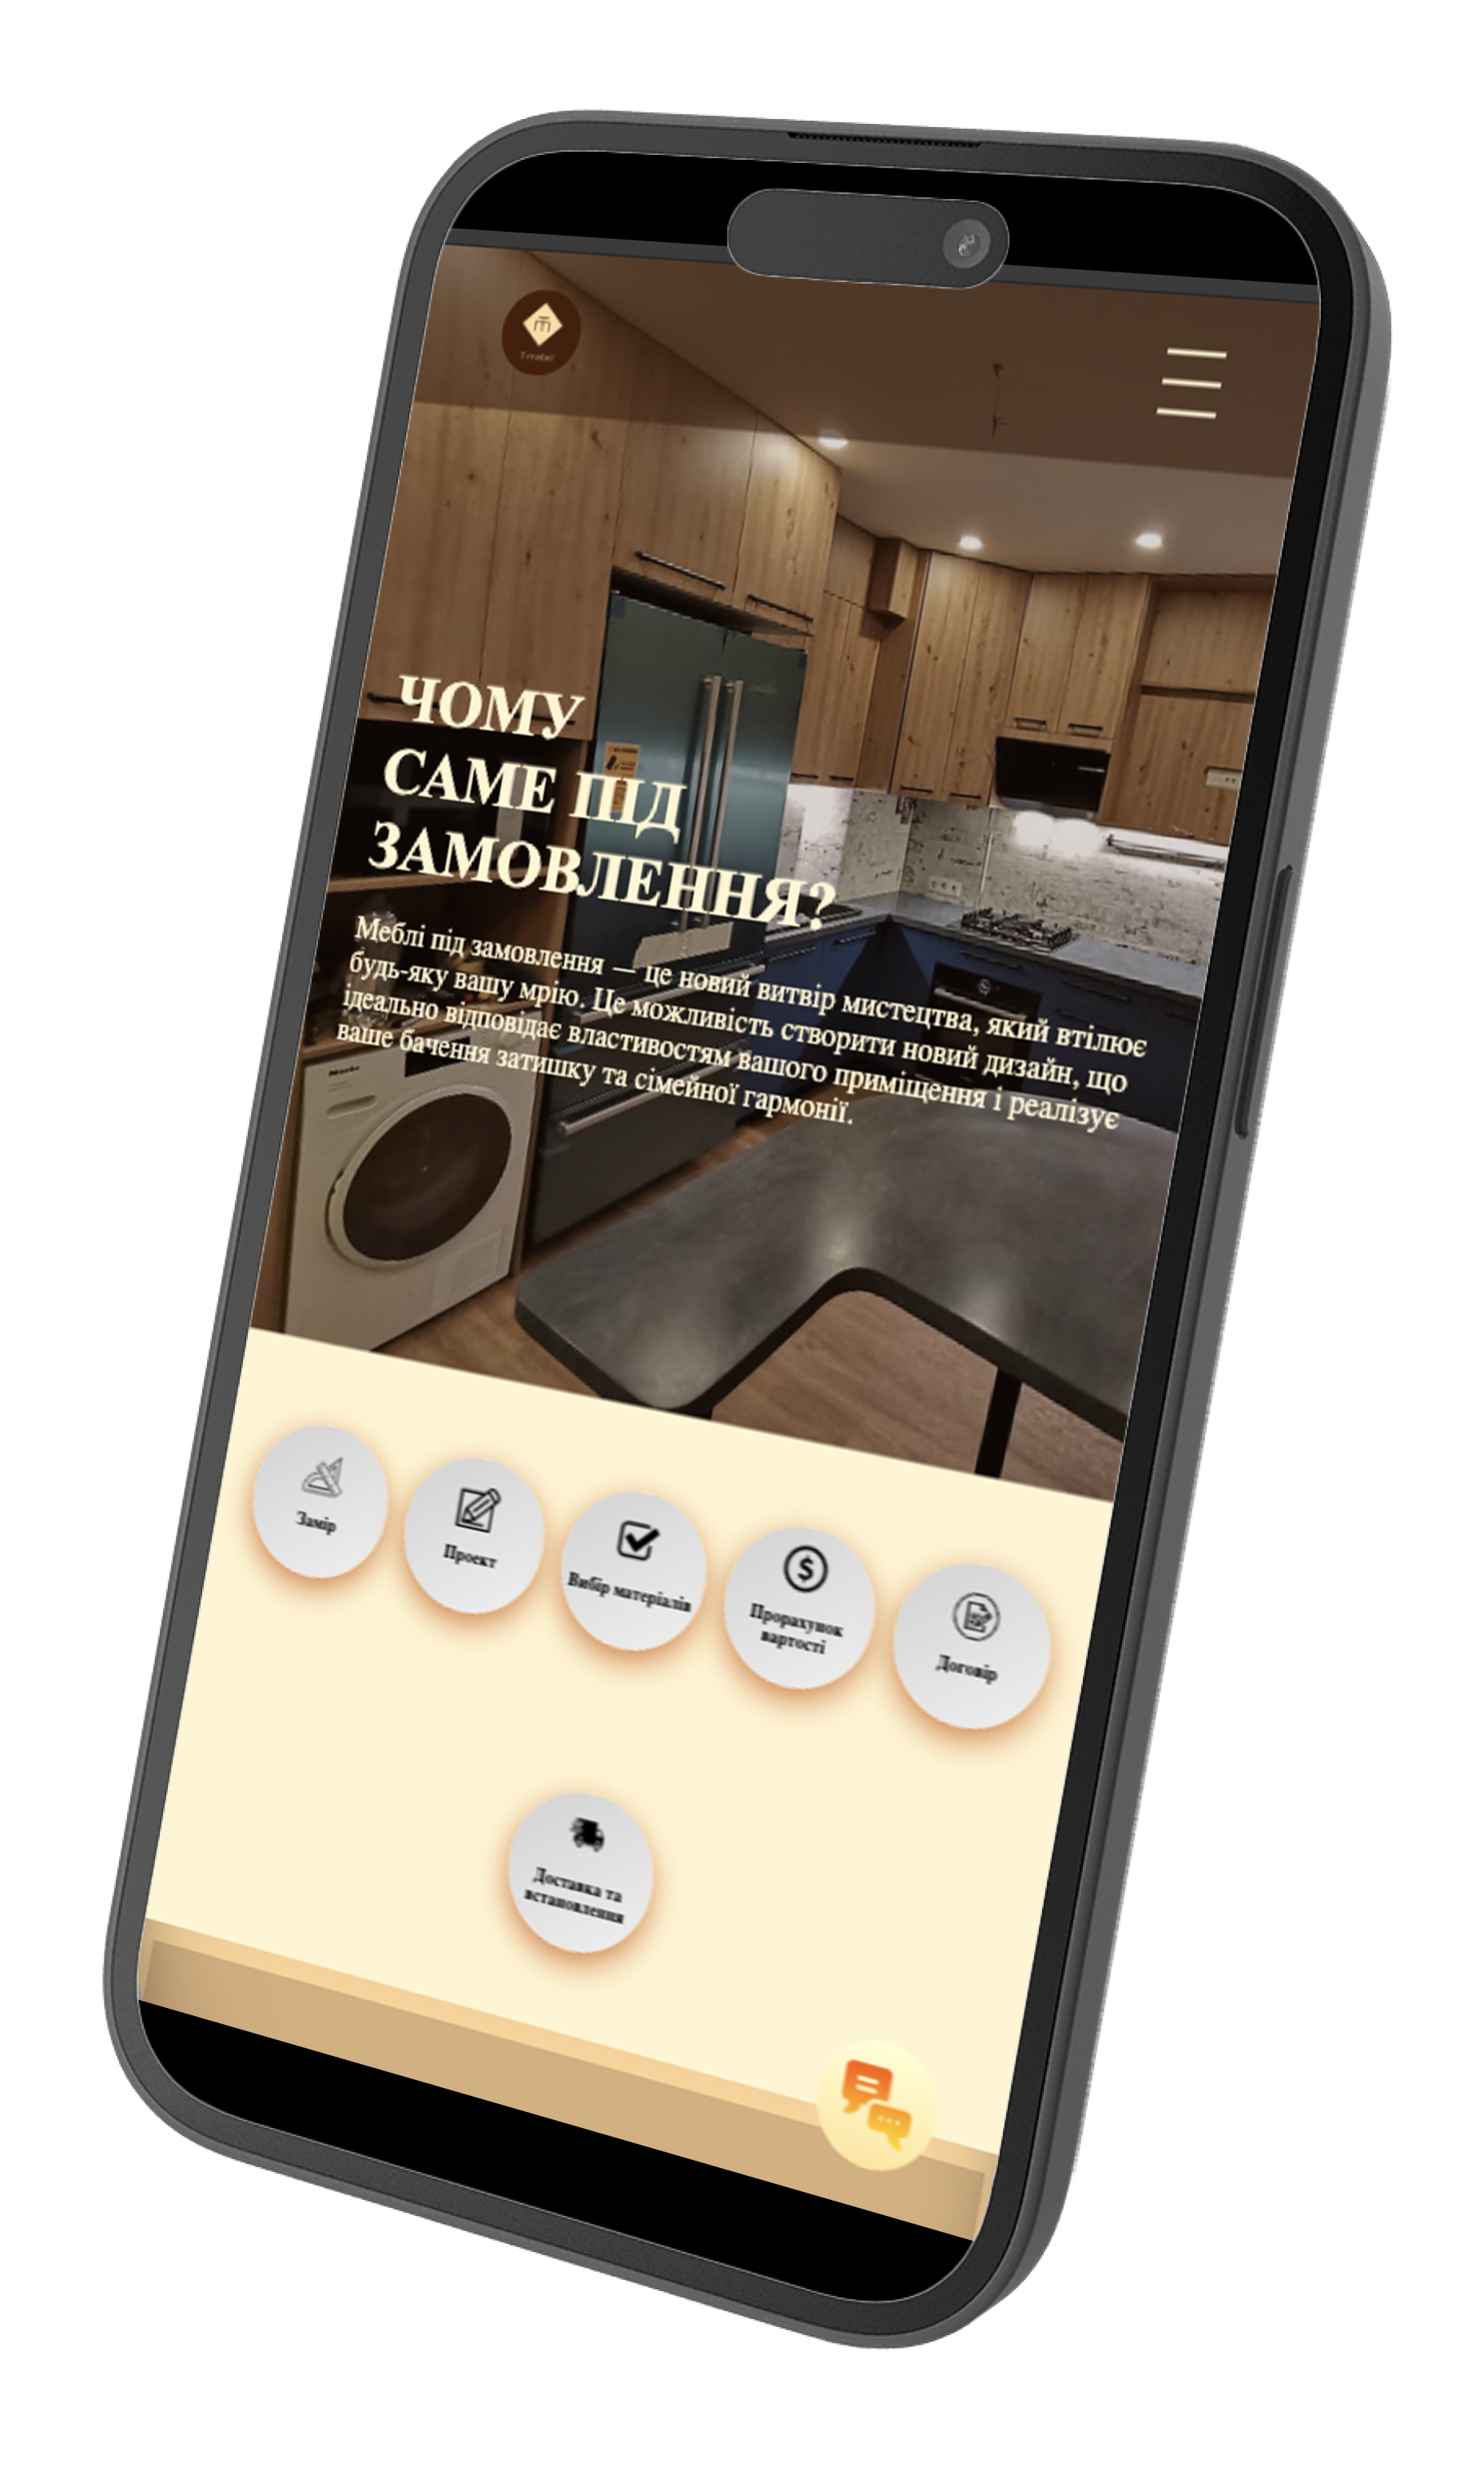 ЧОМУ
САМЕ ПІД
ЗАМОВЛЕННЯ?
Меблі під замовлення — це новий витвір мистецтва, який втілює
будь-яку вашу мрію. Це можливість створити новий дизайн, що
ідеально відповідає властивостям вашого приміщення і реалізує
ваше бачення затишку та сімейної гармонії.
Miele
Замір
Проект
Вибір матеріалів
Прорахунок
вартості
Договір
Доставка та
встановлення